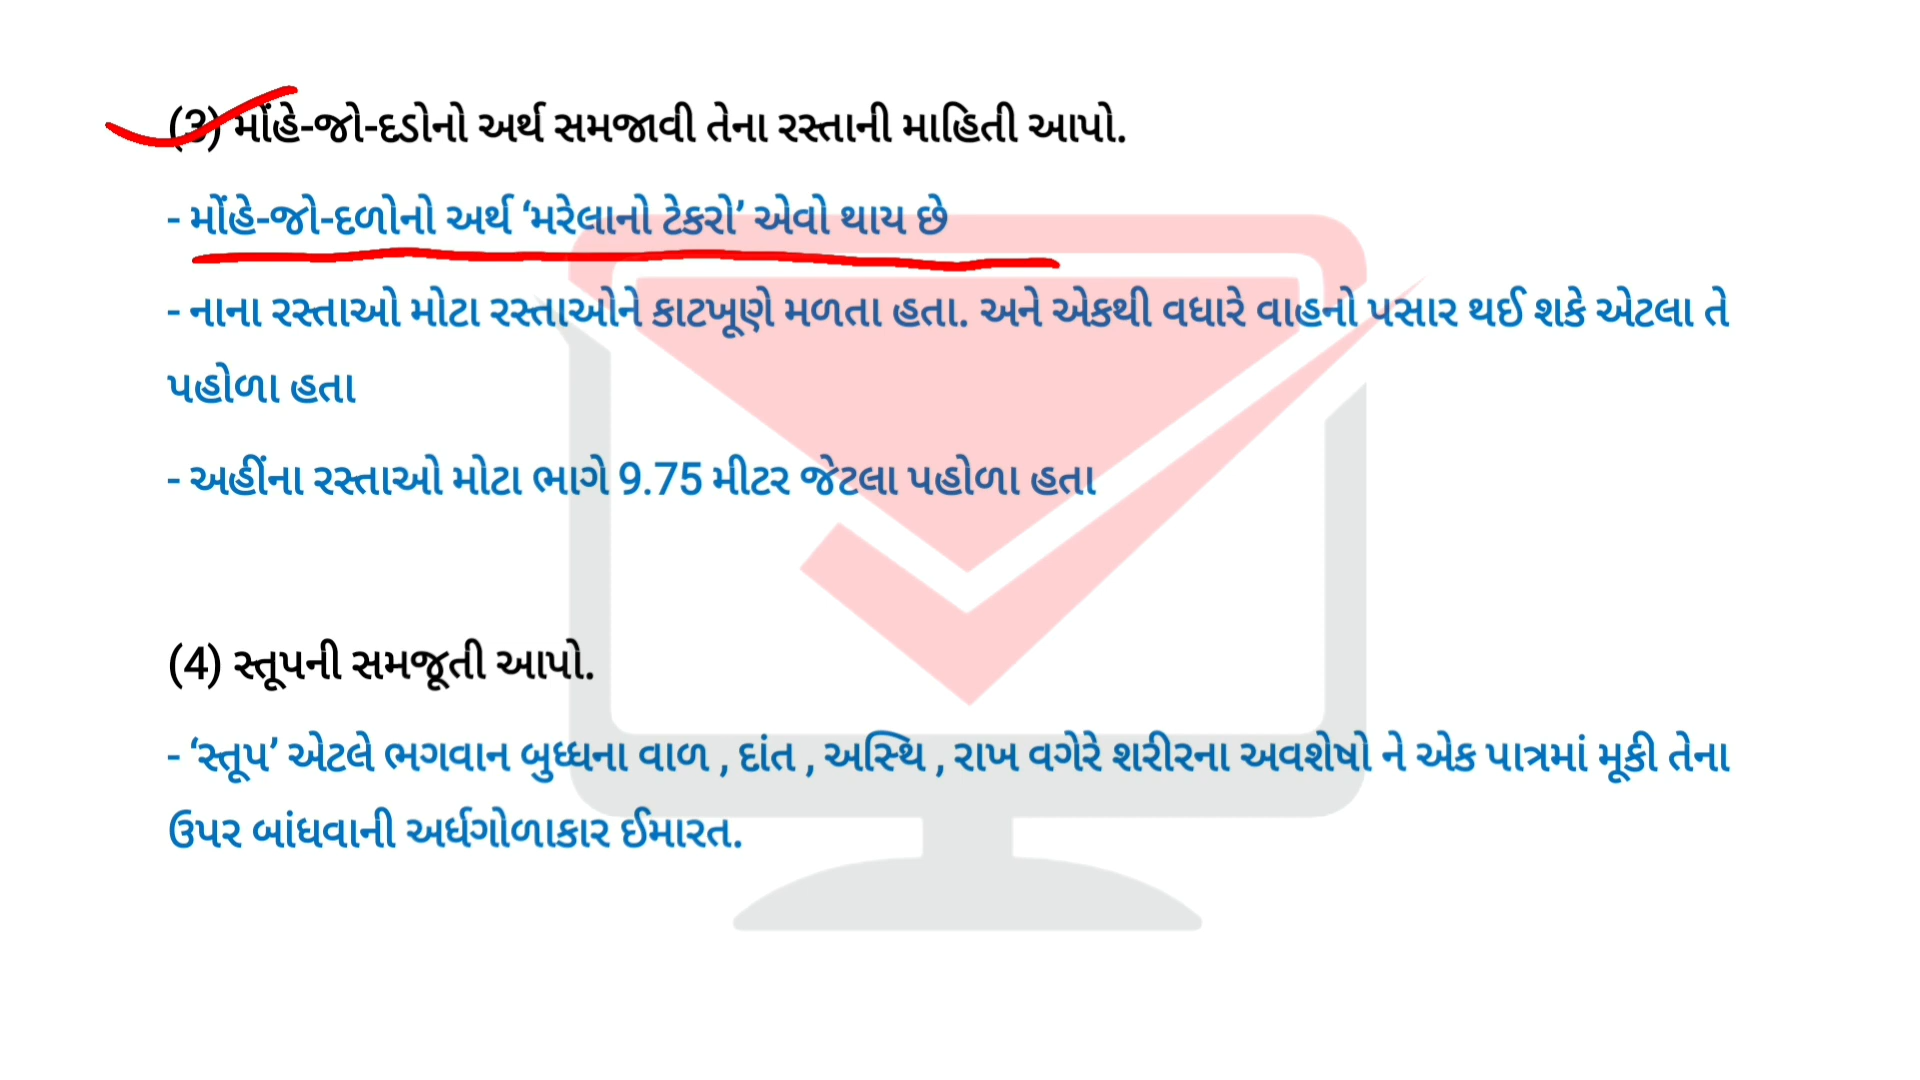 (3) મોંહે-જો-દડોનો અર્થ સમજાવી તેના રસ્તાની માહિતી આપો.
- મોંહે-જો-દળોનો અર્થ ‘મરેલાનો ટેકરો’ એવો થાય છે
- નાના રસ્તાઓ મોટા રસ્તાઓને કાટખૂણે મળતા હતા. અને એકથી વધારે વાહનો પસાર થઈ શકે એટલા તે
પહોળા હતા
- અહીંના રસ્તાઓ મોટા ભાગે 9.75 મીટર જેટલા પહોળા હતા
(4) સ્તૂપની સમજૂતી આપો.
- ‘સ્તૂપ’ એટલે ભગવાન બુધ્ધના વાળ , દાંત , અસ્થિ , રાખ વગેરે શરીરના અવશેષો ને એક પાત્રમાં મૂકી તેના
ઉપર બાંધવાની અર્ધગોળાકાર ઈમારત.